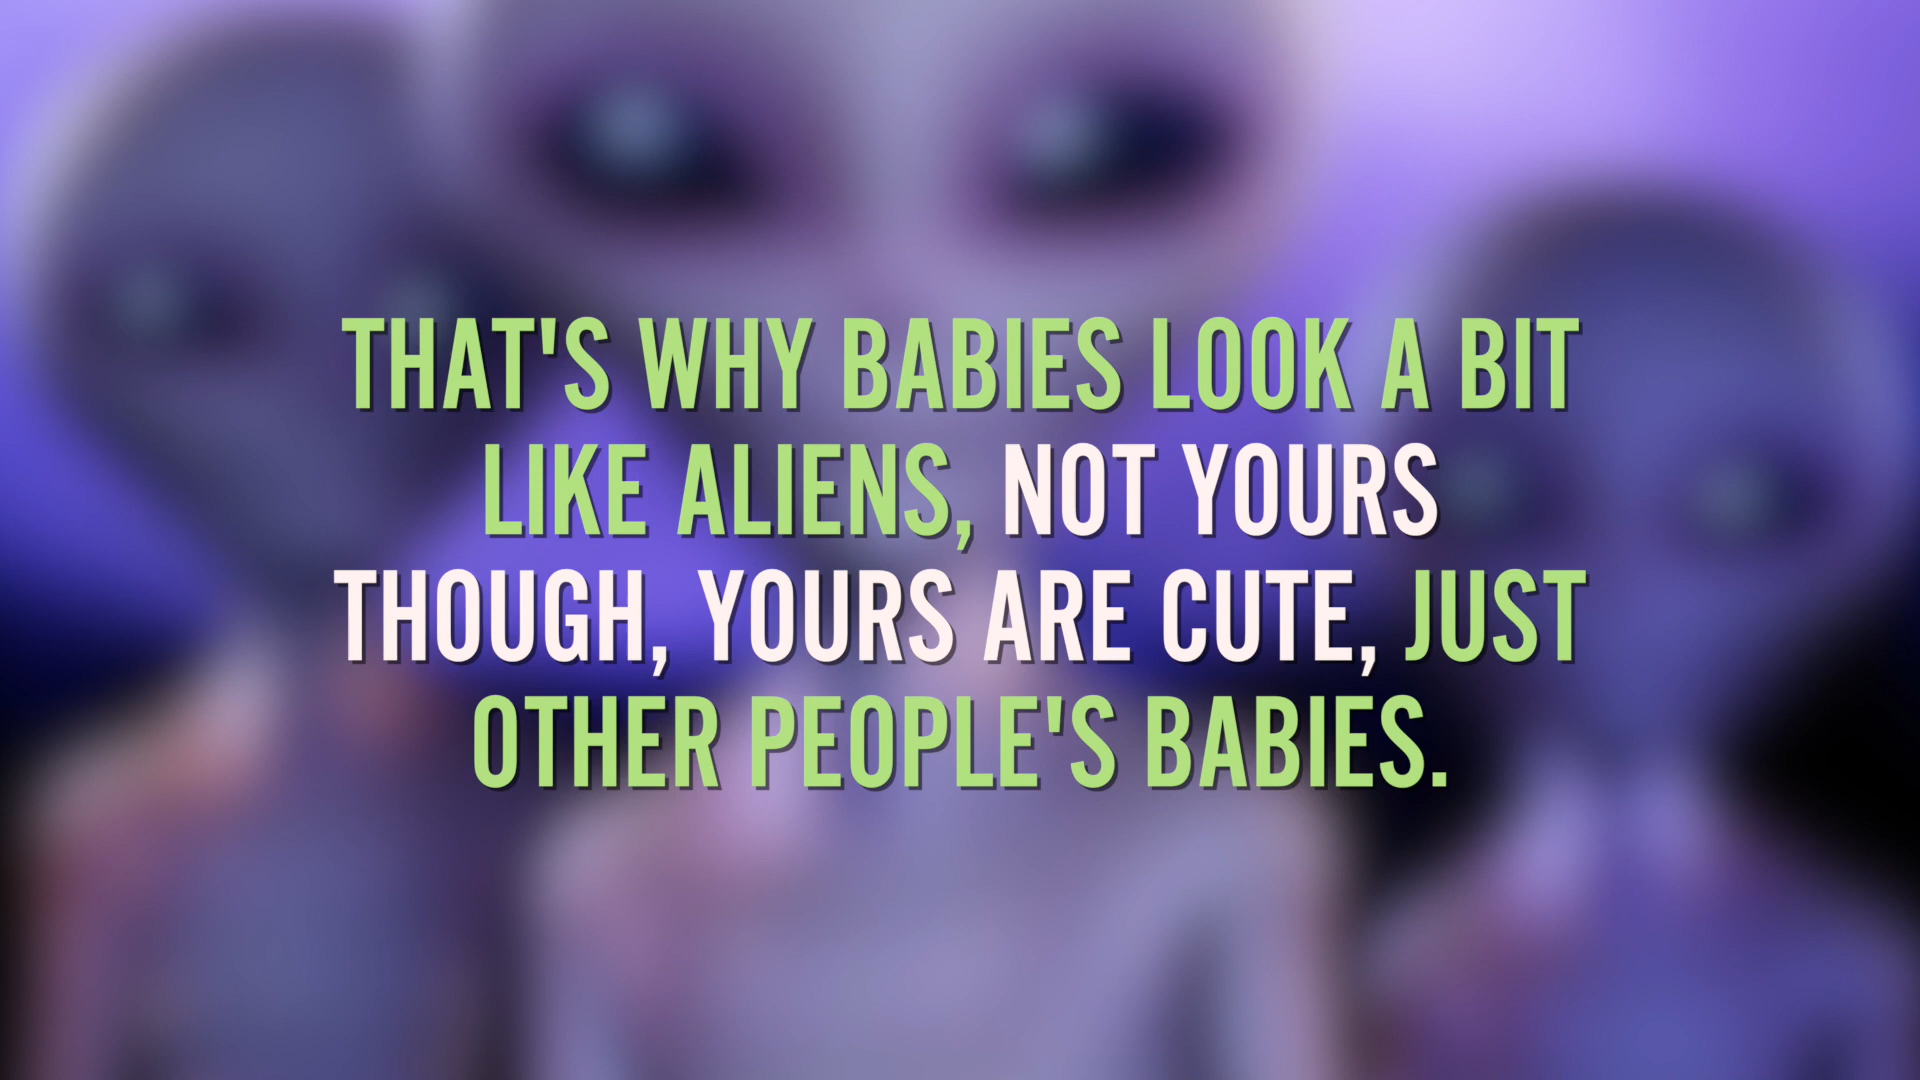 THAT'S WHY BABIES LOOK A BIT
LIKE ALIENS, NOT YOURS
THOUGH, YOURS ARE CUTE, JUST
OTHER PEOPLE'S BABIES.